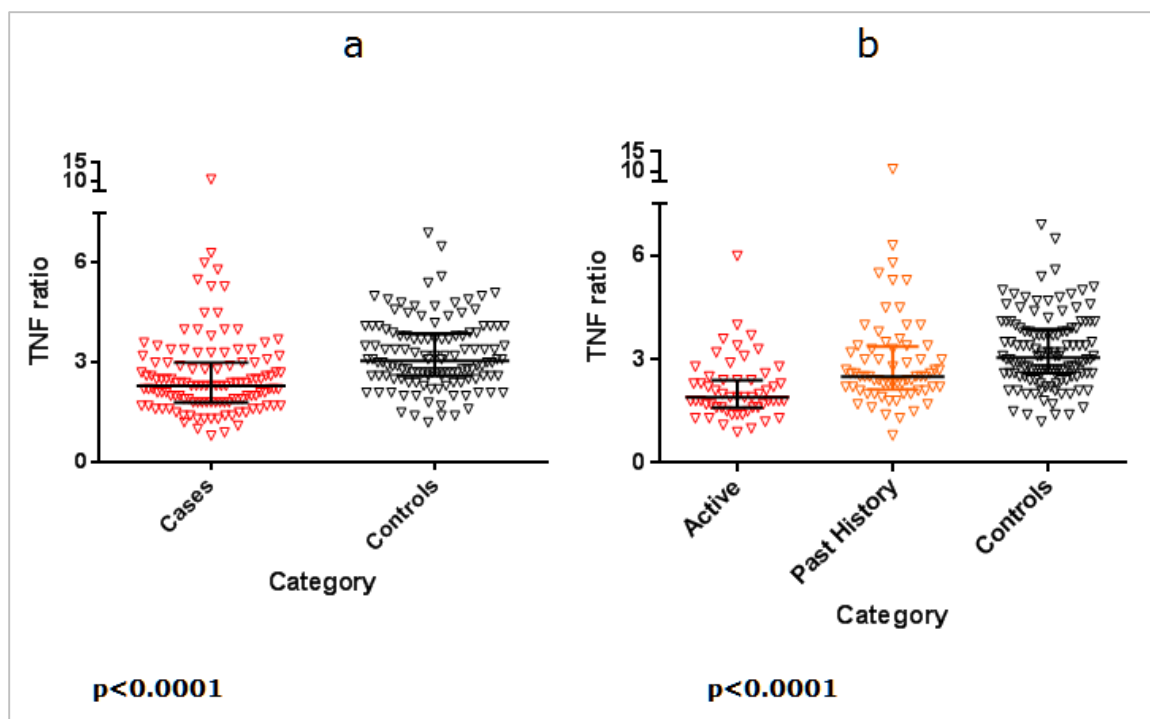 a
15
10
6
3
0
TNF ratio
Cases
Controls
Category
p<0.0001
b
15
10
6
3
0
TNF ratio
Active
Past History
Controls
Category
p<0.0001